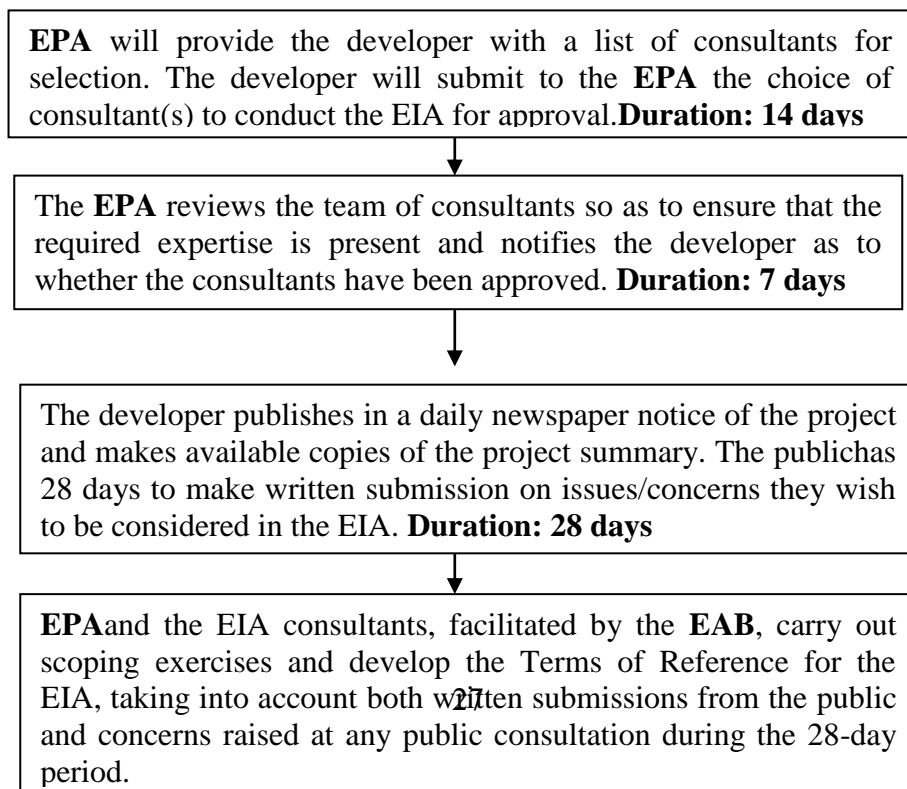 EPA will provide the developer with a list of consultants for
selection. The developer will submit to the EPA the choice of
consultant(s) to conduct the EIA for approval.Duration: 14 days
The EPA reviews the team of consultants so as to ensure that the
required expertise is present and notifies the developer as to
whether the consultants have been approved. Duration: 7 days
The developer publishes in a daily newspaper notice of the project
and makes available copies of the project summary. The publichas
28 days to make written submission on issues/concerns they wish
to be considered in the EIA. Duration: 28 days
EPAand the EIA consultants, facilitated by the EAB, carry out
scoping exercises and develop the Terms of Reference for the
EIA, taking into account both written submissions from the public
27
and concerns raised at any public consultation during the 28-day
period.